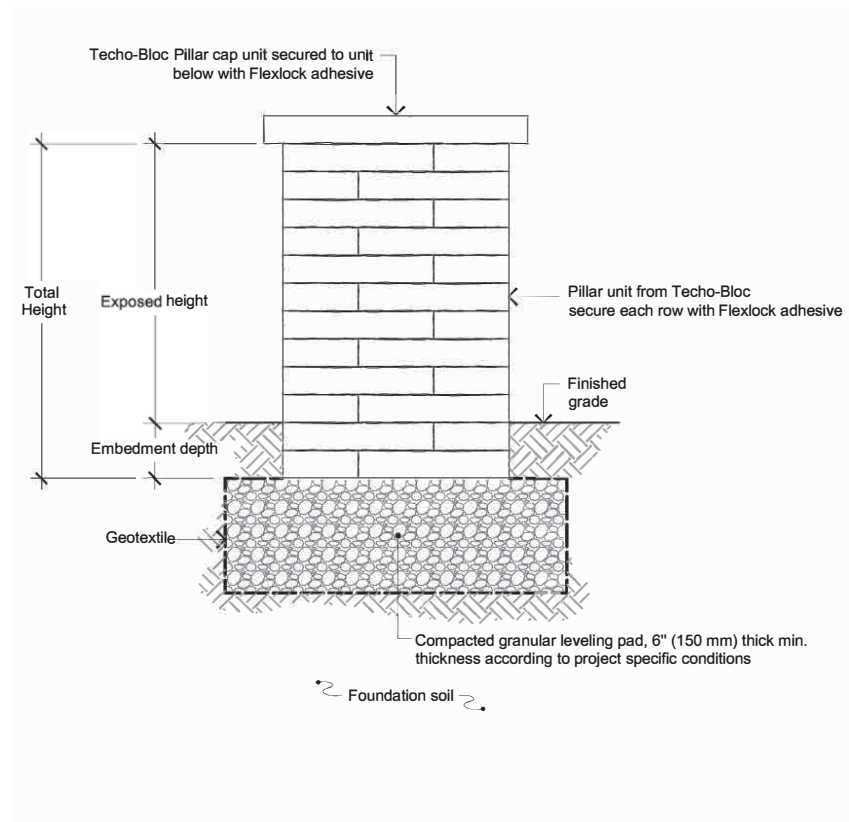 Techo-Bloc Pillar cap unit secured to unit
below with Flexlock adhesive
Total
Height
Exposed height
Pillar unit from Techo-Bloc
secure each row with Flexlock adhesive
Finished
grade
Embedment depth
Geotextile
Compacted granular leveling pad, 6" (150 mm) thick min.
thickness according to project specific conditions
Foundation soil